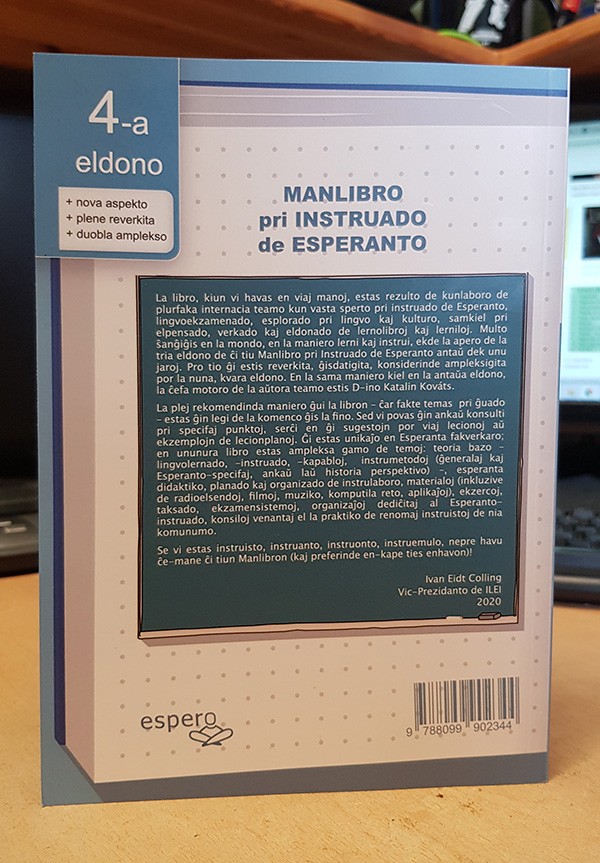 4-a
eldono
+ nova aspekto
+ plene reverkita
+ duobla amplekso
MANLIBRO
pri INSTRUADO
de ESPERANTO
La libro, kiun vi havas en viaj manoj, estas rezulto de kunlaboro de
plurfaka internacia teamo kun vasta sperto pri instruado de Esperanto,
lingvoekzamenado, esplorado pri lingvo kaj kulturo, samkiel pri
elpensado, verkado kaj eldonado de lernolibroj kaj lerniloj. Multo
ŝanĝiĝis en la mondo, en la maniero lerni kaj instrui, ekde la apero de la
tria eldono de ĉi tiu Manlibro pri Instruado de Esperanto antaŭ dek unu
jaroj. Pro tio ĝi estis reverkita, ĝisdatigita, konsiderinde ampleksigita
por la nuna, kvara eldono. En la sama maniero kiel en la antaŭa eldono,
la ĉefa motoro de la aŭtora teamo estis D-ino Katalin Kováts.
La plej rekomendinda maniero ĝui la libron - ĉar fakte temas pri ĝuado
- estas ĝin legi de la komenco ĝis la fino. Sed vi povas ĝin ankaŭ konsulti
pri specifaj punktoj, serĉi en ĝi sugestojn por viaj lecionoj aŭ
ekzemplojn de lecionplanoj. Ĝi estas unikaĵo en Esperanta fakverkaro;
en ununura libro estas ampleksa gamo de temoj: teoria bazo -
lingvolernado, -instruado, -kapabloj, instrumetodoj (ĝeneralaj kaj
Esperanto-specifaj, ankaŭ laŭ historia perspektivo) -, esperanta
didaktiko, planado kaj organizado de instrulaboro, materialoj (inkluzive
de radioelsendoj, filmoj, muziko, komputila reto, aplikaĵoj), ekzercoj,
taksado, ekzamensistemoj, organizaĵoj dediĉitaj al Esperanto-
instruado, konsiloj venantaj el la praktiko de renomaj instruistoj de nia
komunumo.
Se vi estas instruisto, instruanto, instruonto, instruemulo, nepre havu
ĉe-mane ĉi tiun Manlibron (kaj preferinde en-kape ties enhavon)!
Ivan Eidt Colling
Vic-Prezidanto de ILEI
2020
espero
9 788099 902344